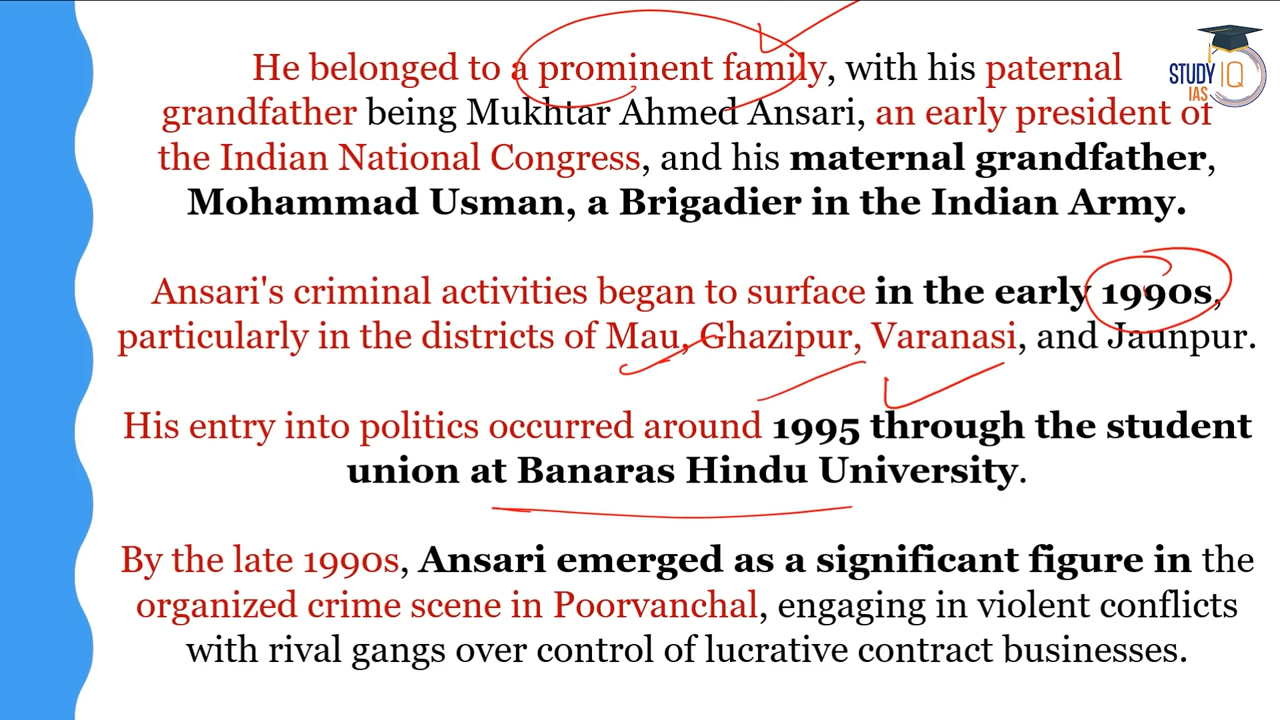 STUDY IQ
IAS
He belonged to a prominent family, with his paternal
grandfather being Mukhtar Ahmed Ansari, an early president of
the Indian National Congress, and his maternal grandfather,
Mohammad Usman, a Brigadier in the Indian Army.
Ansari's criminal activities began to surface in the early 1990s,
particularly in the districts of Mau, Ghazipur, Varanasi, and Jaunpur.
His entry into politics occurred around 1995 through the student
union at Banaras Hindu University.
By the late 1990s, Ansari emerged as a significant figure in the
organized crime scene in Poorvanchal, engaging in violent conflicts
with rival gangs over control of lucrative contract businesses.